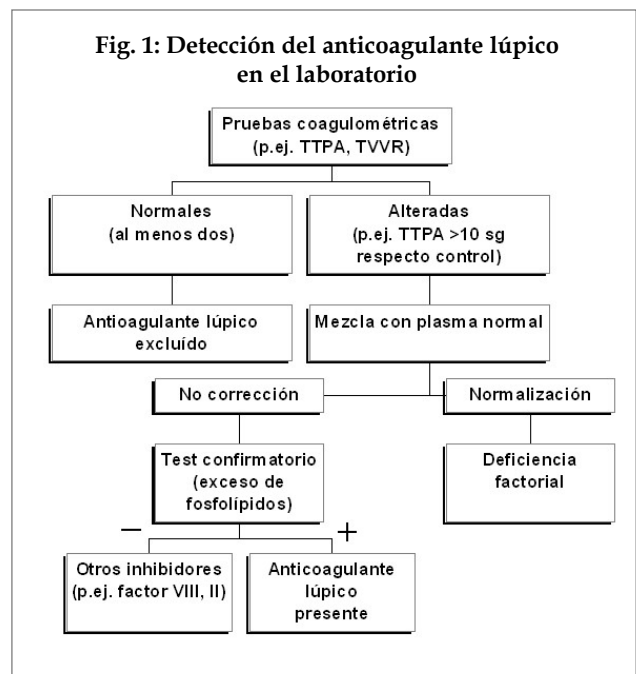 Fig. 1: Detección del anticoagulante lúpico
en el laboratorio
Pruebas coagulométricas
(p.ej. TTPA, TVVR)
Normales
(al menos dos)
Alteradas
(p.ej. TTPA >10 sg
respecto control)
Antioagulante lúpico
excluído
Mezcla con plasma normal
No corrección
Normalización
Test confirmatorio
(exceso de
fosfolípidos)
Deficiencia
factorial
–
+
Otros inhibidores
(p.ej. factor VIII, II)
Anticoagulante
lúpico
presente